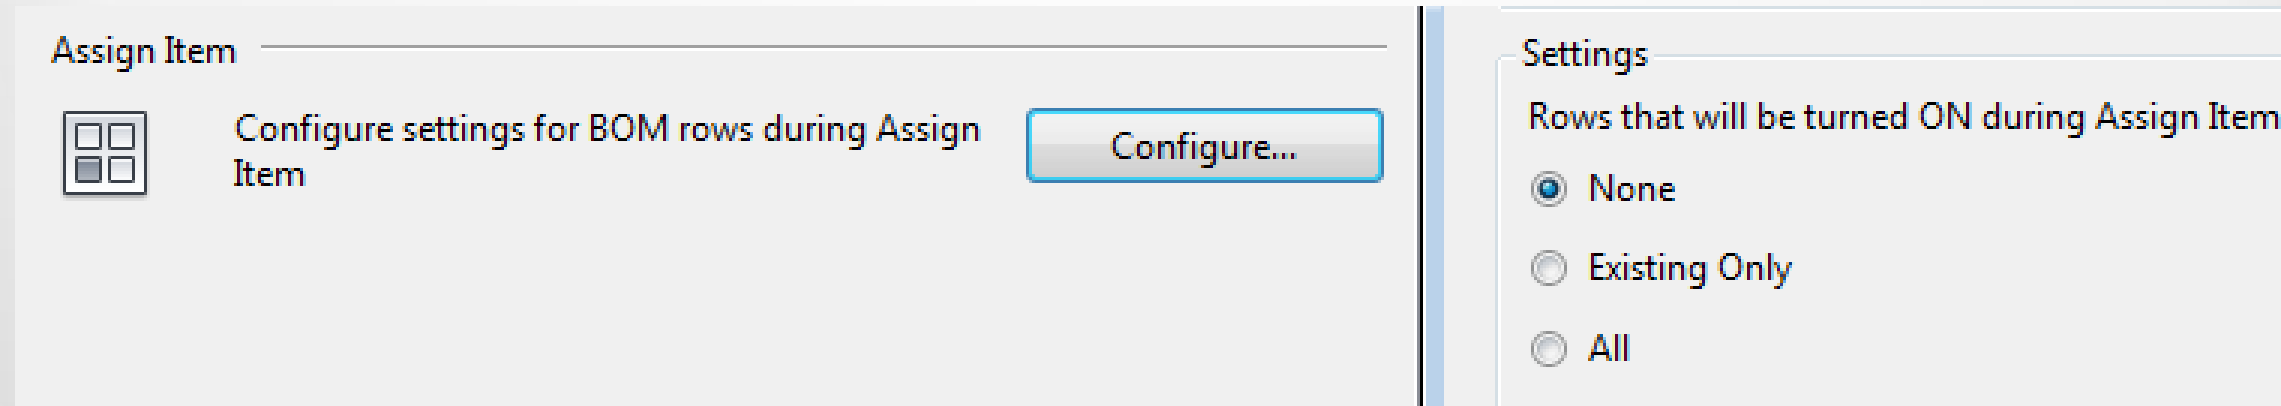 Assign Item
Configure settings for BOM rows during Assign
Item
Configure...
Settings
Rows that will be turned ON during Assign Item
None
Existing Only
All